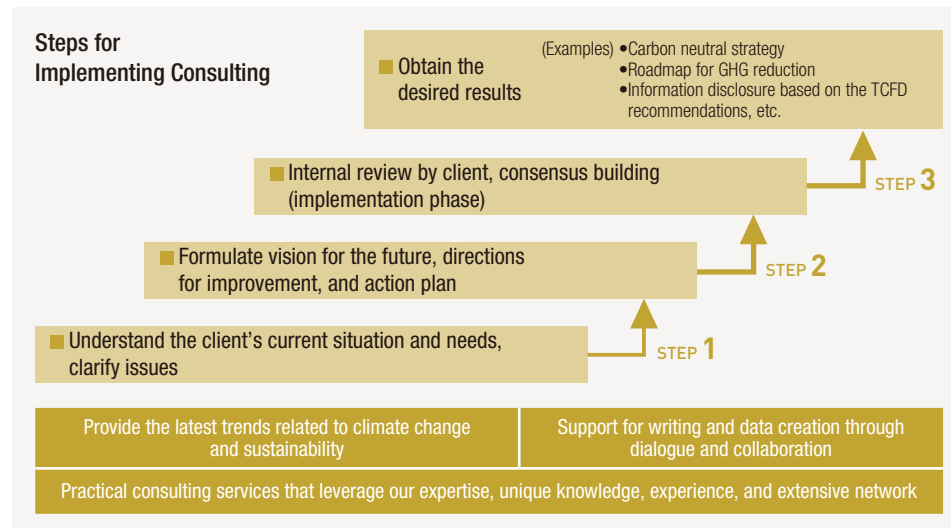 Steps for
Implementing Consulting
■ Obtain the
desired results
(Examples) •Carbon neutral strategy
•Roadmap for GHG reduction
•Information disclosure based on the TCFD
recommendations, etc.
STEP 3
■ Internal review by client, consensus building
(implementation phase)
STEP 2
■ Formulate vision for the future, directions
for improvement, and action plan
STEP 1
■ Understand the client’s current situation and needs,
clarify issues
Provide the latest trends related to climate change
and sustainability
Support for writing and data creation through
dialogue and collaboration
Practical consulting services that leverage our expertise, unique knowledge, experience, and extensive network